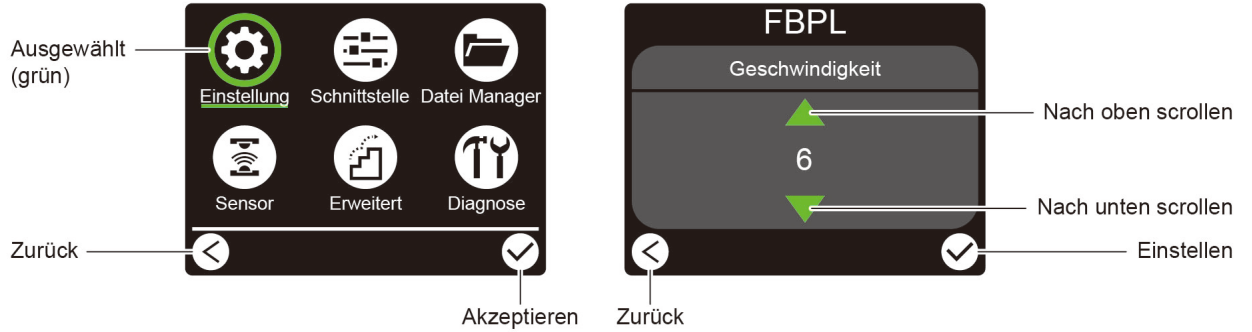 Ausgewählt
(grün)
Einstellung
Schnittstelle
Datei Manager
Sensor
Erweitert
Diagnose
Zurück
Akzeptieren
FBPL
Geschwindigkeit
Nach oben scrollen
6
Nach unten scrollen
Einstellen
Zurück